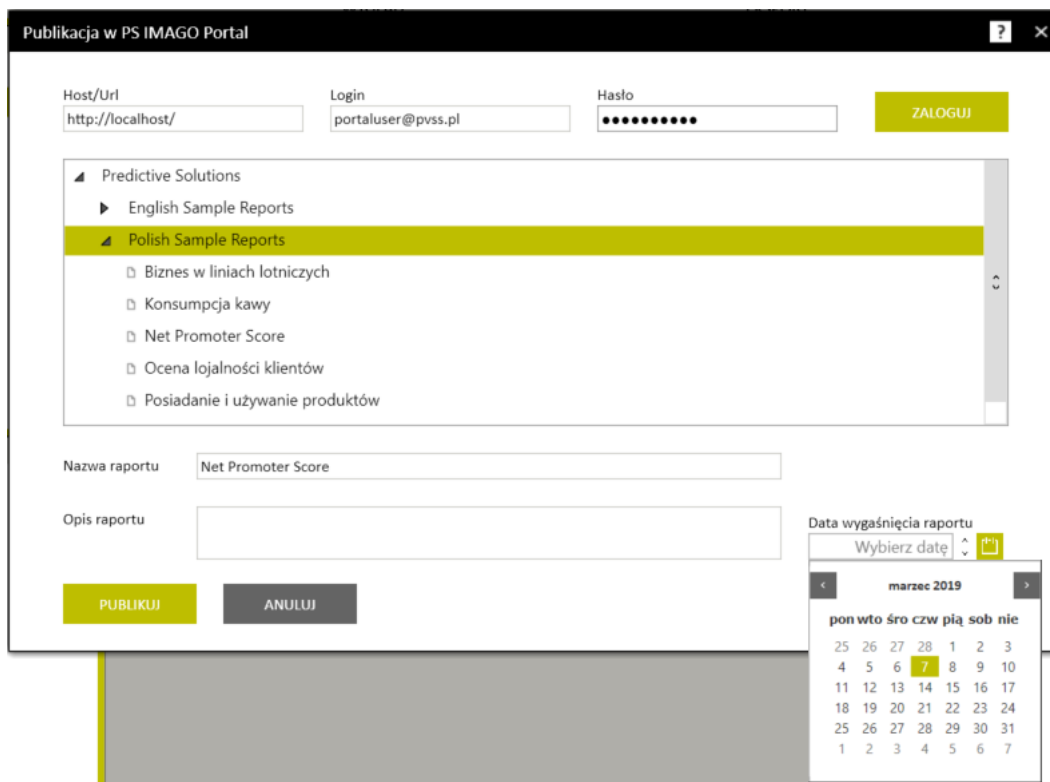 Publikacja w PS IMAGO Portal
?
Host/Url Login Hasło
http://localhost/ portaluser@pvss.pl ●●●●●●●●●● ZALOGUJ
Predictive Solutions
English Sample Reports
Polish Sample Reports
Biznes w liniach lotniczych
Konsumpcja kawy
Net Promoter Score
Ocena lojalności klientów
Posiadanie i używanie produktów
Nazwa raportu Net Promoter Score
Opis raportu
Data wygaśnięcia raportu
Wybierz datę
PUBLIKUJ ANULUJ
marzec 2019
pon wto śro czw pią sob nie
25 26 27 28 1 2 3
4 5 6 7 8 9 10
11 12 13 14 15 16 17
18 19 20 21 22 23 24
25 26 27 28 29 30 31
1 2 3 4 5 6 7